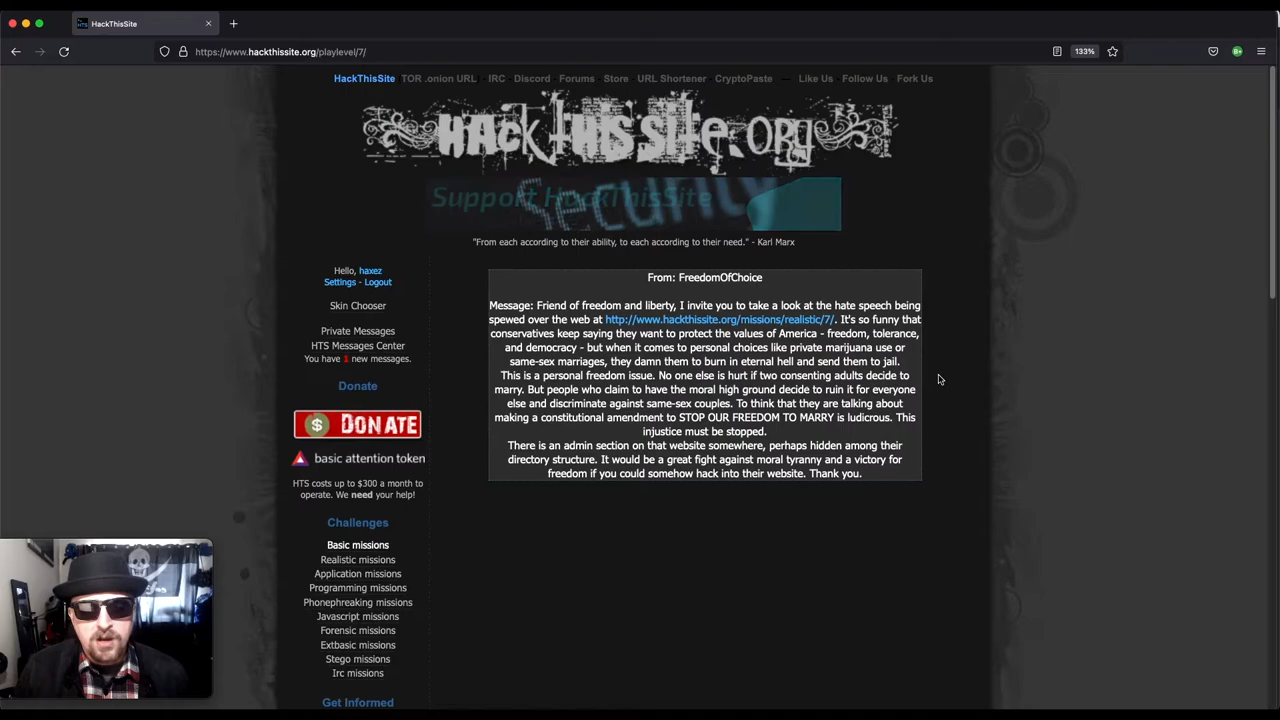 HackThisSite
https://www.hackthissite.org/playlevel/7/
133%
HackThisSite TOR .onion URL - IRC Discord Forums Store URL Shortener CryptoPaste — Like Us Follow Us Fork Us
HACK THIS SITE.ORG
Support HackThisSite
Security
"From each according to their ability, to each according to their need." - Karl Marx
Hello, haxez
Settings - Logout
Skin Chooser
Private Messages
HTS Messages Center
You have 1 new messages.
Donate
$ DONATE
basic attention token
HTS costs up to $300 a month to
operate. We need your help!
Challenges
Basic missions
Realistic missions
Application missions
Programming missions
Phonephreaking missions
Javascript missions
Forensic missions
Extbasic missions
Stego missions
Irc missions
Get Informed
From: FreedomOfChoice
Message: Friend of freedom and liberty, I invite you to take a look at the hate speech being
spewed over the web at http://www.hackthissite.org/missions/realistic/7/. It's so funny that
conservatives keep saying they want to protect the values of America - freedom, tolerance,
and democracy - but when it comes to personal choices like private marijuana use or
same-sex marriages, they damn them to burn in eternal hell and send them to jail.
This is a personal freedom issue. No one else is hurt if two consenting adults decide to
marry. But people who claim to have the moral high ground decide to ruin it for everyone
else and discriminate against same-sex couples. To think that they are talking about
making a constitutional amendment to STOP OUR FREEDOM TO MARRY is ludicrous. This
injustice must be stopped.
There is an admin section on that website somewhere, perhaps hidden among their
directory structure. It would be a great fight against moral tyranny and a victory for
freedom if you could somehow hack into their website. Thank you.